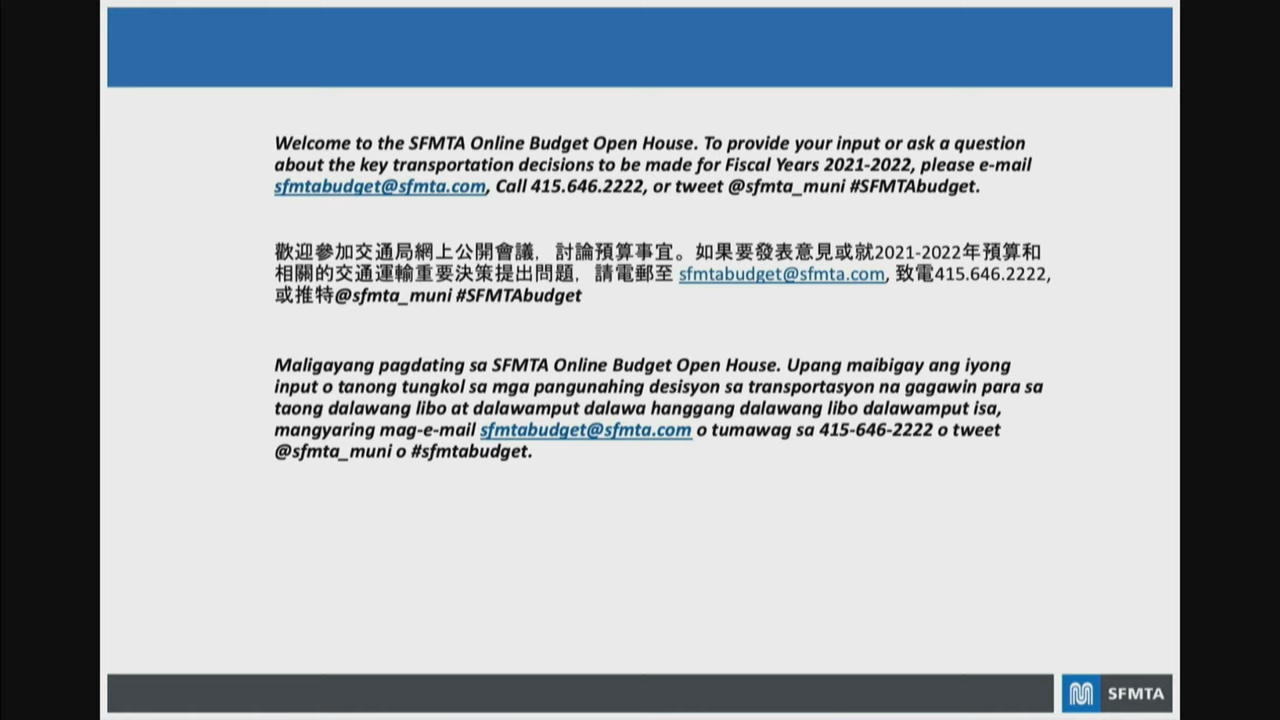 Welcome to the SFMTA Online Budget Open House. To provide your input or ask a question
about the key transportation decisions to be made for Fiscal Years 2021-2022, please e-mail
sfmtabudget@sfmta.com, Call 415.646.2222, or tweet @sfmta_muni #SFMTAbudget.
歡迎參加交通局網上公開會議，討論預算事宜。如果要發表意見或就2021-2022年預算和
相關的交通運輸重要決策提出問題，請電郵至 sfmtabudget@sfmta.com, 致電415.646.2222,
或推特@sfmta_muni #SFMTAbudget
Maligayang pagdating sa SFMTA Online Budget Open House. Upang maibigay ang iyong
input o tanong tungkol sa mga pangunahing desisyon sa transportasyon na gagawin para sa
taong dalawang libo at dalawamput dalawa hanggang dalawang libo dalawamput isa,
mangyaring mag-e-mail sfmtabudget@sfmta.com o tumawag sa 415-646-2222 o tweet
@sfmta_muni o #sfmtabudget.
SFMTA